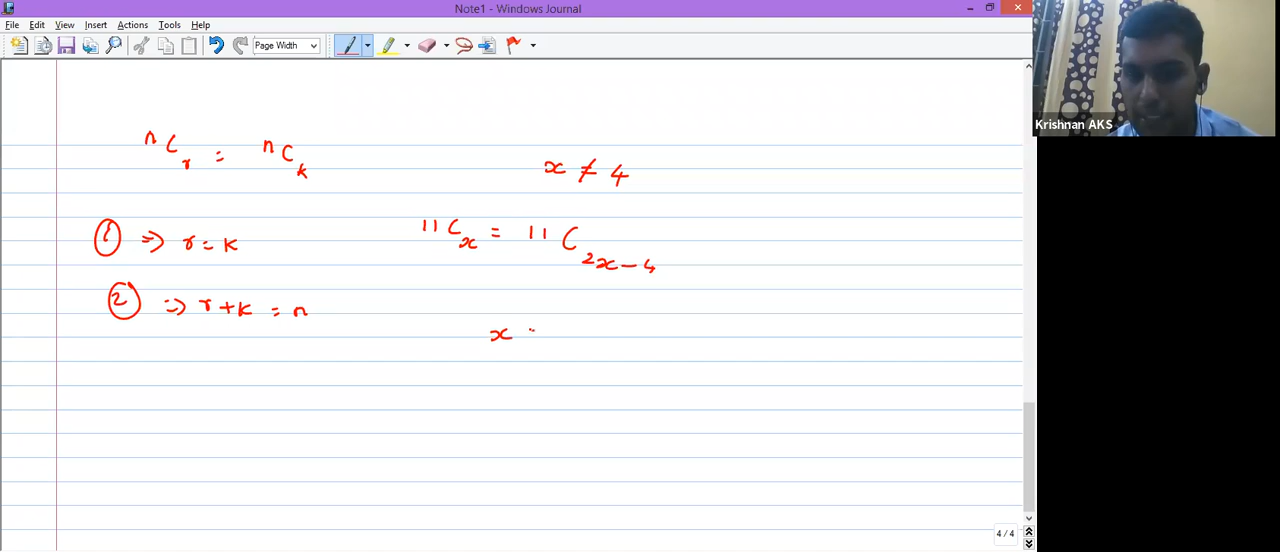 Note1 - Windows Journal
File Edit View Insert Actions Tools Help
Page Width
Krishnan AKS
ⁿCᵣ = ⁿCₖ
x ≠ 4
① ⇒ r = k
¹¹Cₓ = ¹¹C₂ₓ₋₄
② ⇒ r + k = n
x
4 / 4